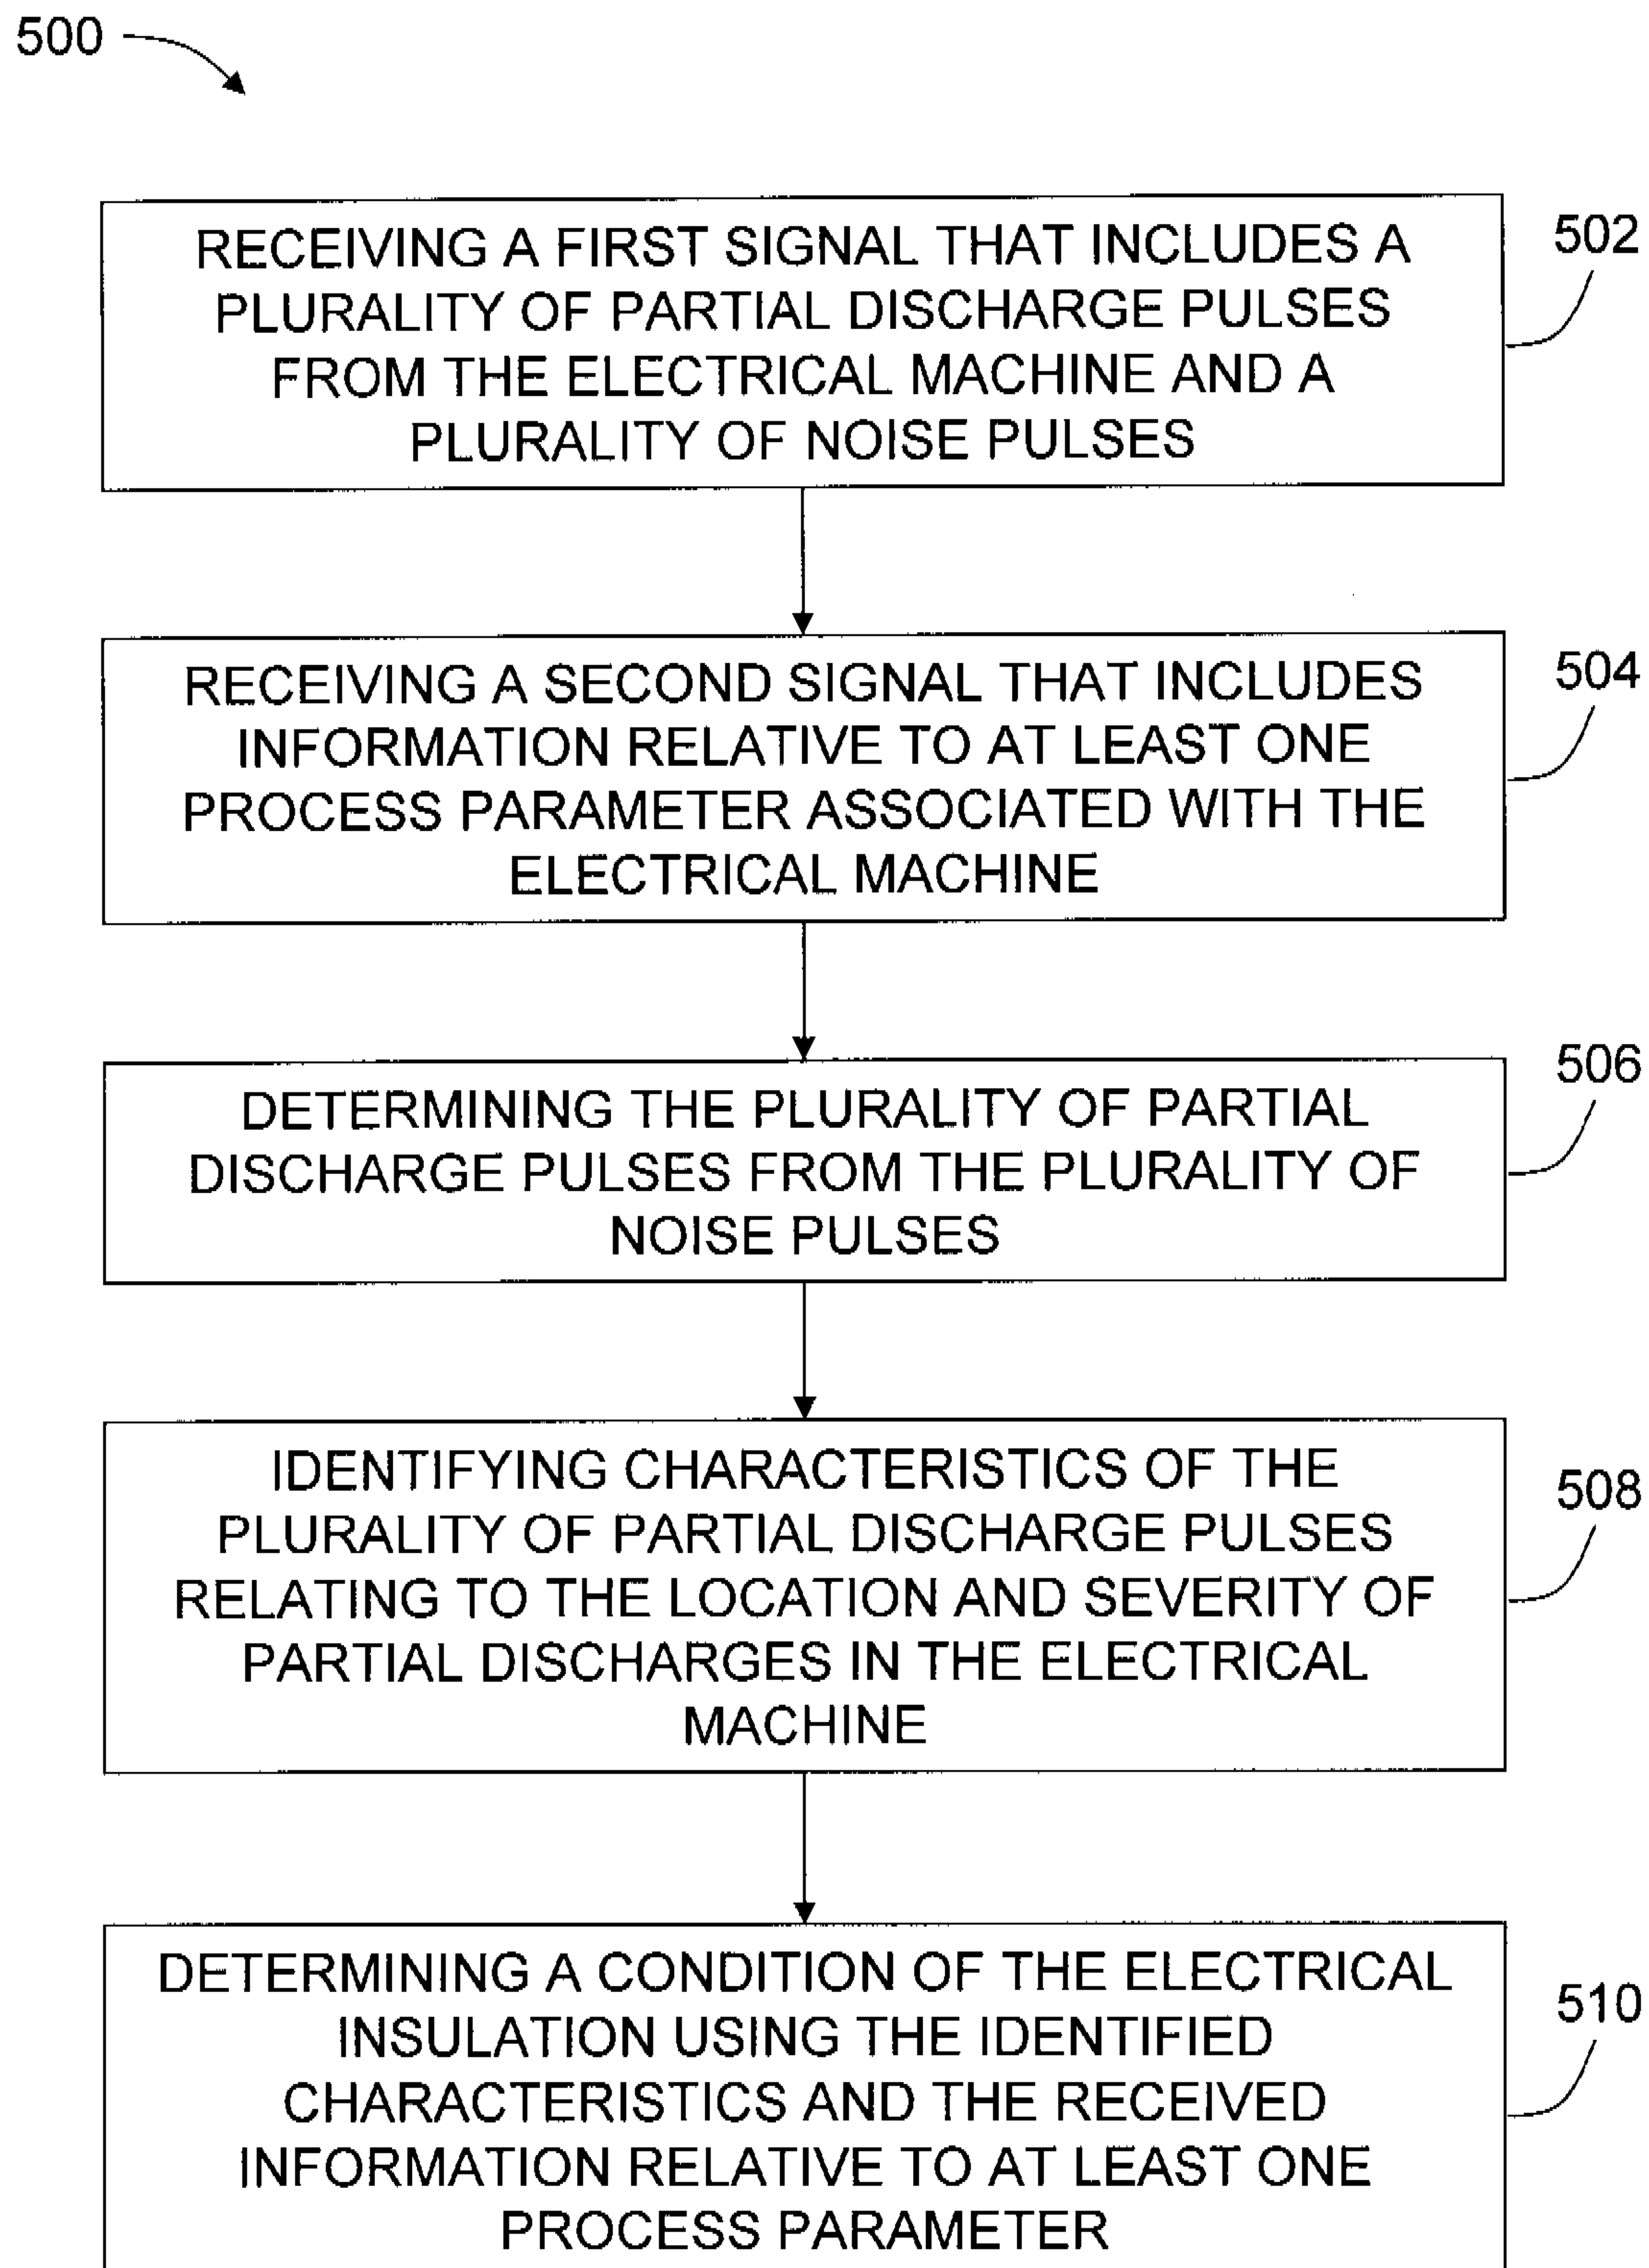 500
RECEIVING A FIRST SIGNAL THAT INCLUDES A
PLURALITY OF PARTIAL DISCHARGE PULSES
FROM THE ELECTRICAL MACHINE AND A
PLURALITY OF NOISE PULSES
502
RECEIVING A SECOND SIGNAL THAT INCLUDES
INFORMATION RELATIVE TO AT LEAST ONE
PROCESS PARAMETER ASSOCIATED WITH THE
ELECTRICAL MACHINE
504
DETERMINING THE PLURALITY OF PARTIAL
DISCHARGE PULSES FROM THE PLURALITY OF
NOISE PULSES
506
IDENTIFYING CHARACTERISTICS OF THE
PLURALITY OF PARTIAL DISCHARGE PULSES
RELATING TO THE LOCATION AND SEVERITY OF
PARTIAL DISCHARGES IN THE ELECTRICAL
MACHINE
508
DETERMINING A CONDITION OF THE ELECTRICAL
INSULATION USING THE IDENTIFIED
CHARACTERISTICS AND THE RECEIVED
INFORMATION RELATIVE TO AT LEAST ONE
PROCESS PARAMETER
510